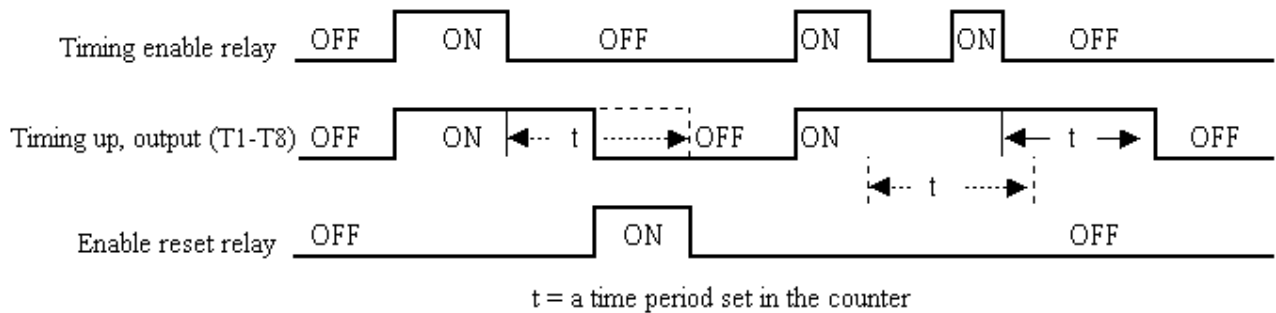 Timing enable relay OFF ON OFF ON ON OFF
Timing up, output (T1-T8) OFF ON t OFF ON t OFF
t
Enable reset relay OFF ON OFF
t = a time period set in the counter